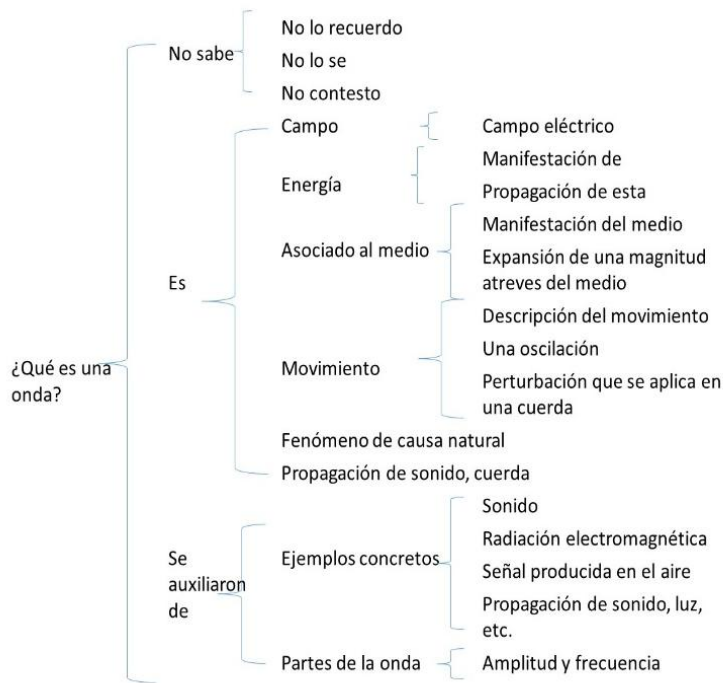 ¿Qué es una
onda?
No sabe
No lo recuerdo
No lo se
No contesto
Es
Campo
Campo eléctrico
Energía
Manifestación de
Propagación de esta
Asociado al medio
Manifestación del medio
Expansión de una magnitud
atreves del medio
Movimiento
Descripción del movimiento
Una oscilación
Perturbación que se aplica en
una cuerda
Fenómeno de causa natural
Propagación de sonido, cuerda
Se
auxiliaron
de
Ejemplos concretos
Sonido
Radiación electromagnética
Señal producida en el aire
Propagación de sonido, luz,
etc.
Partes de la onda
Amplitud y frecuencia